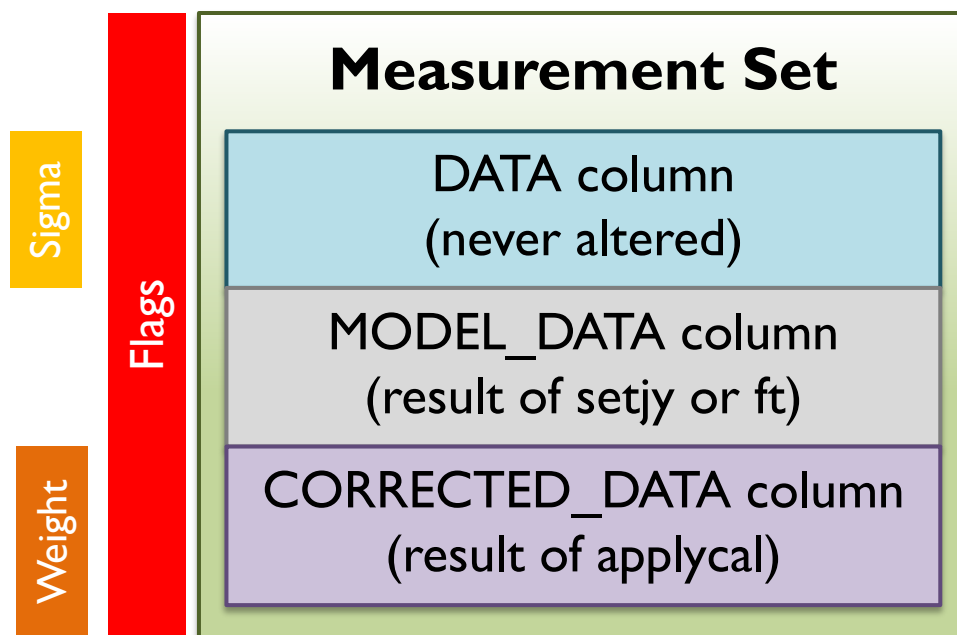 Measurement Set
Sigma
DATA column
(never altered)
Flags
MODEL_DATA column
(result of setjy or ft)
Weight
CORRECTED_DATA column
(result of applycal)